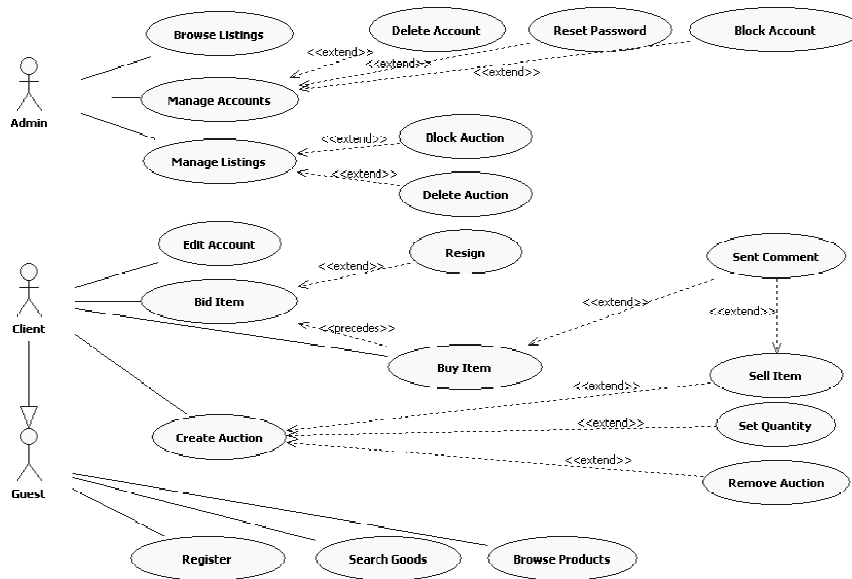 Browse Listings
Delete Account
Reset Password
Block Account
<<extend>>
<<extend>>
<<extend>>
Manage Accounts
Admin
<<extend>>
Block Auction
Manage Listings
<<extend>>
Delete Auction
Edit Account
Resign
Sent Comment
<<extend>>
Bid Item
<<extend>>
<<extend>>
Client
<<precedes>>
Buy Item
Sell Item
<<extend>>
Create Auction
<<extend>>
Set Quantity
<<extend>>
Remove Auction
Guest
Register
Search Goods
Browse Products